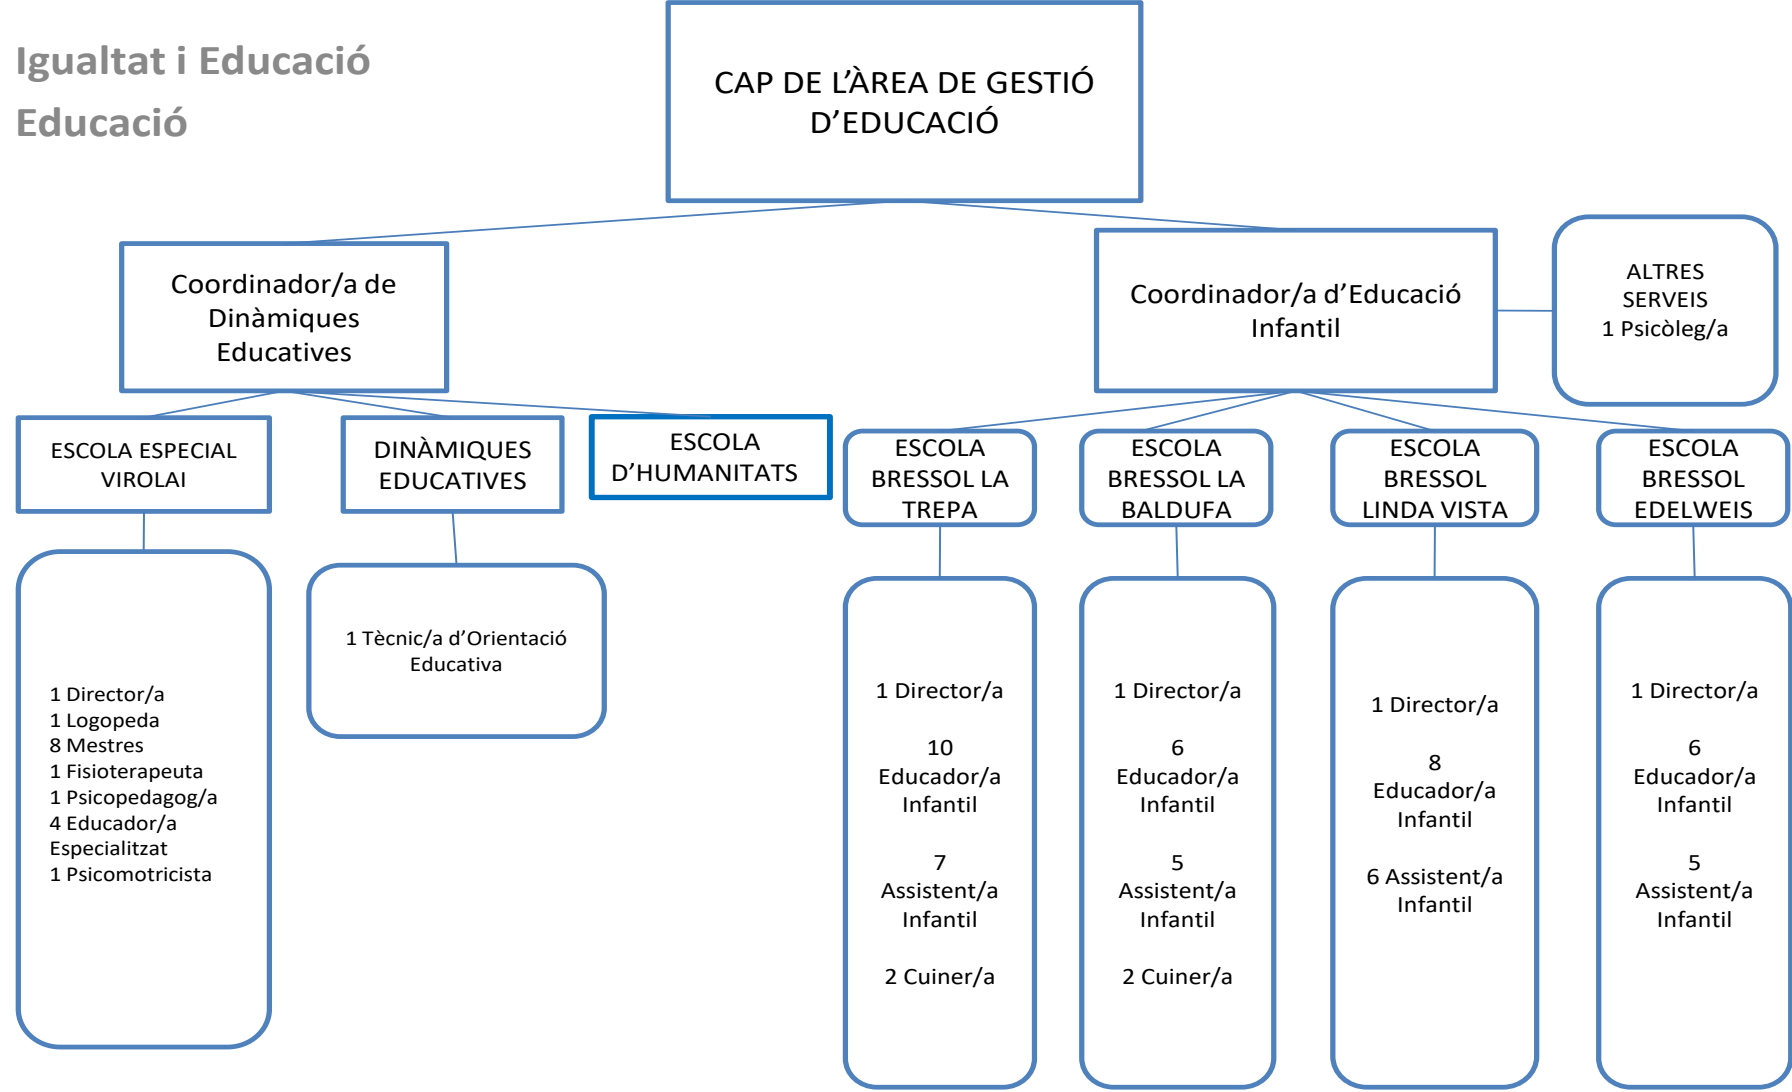 Igualtat i Educació
Educació
CAP DE L’ÀREA DE GESTIÓ
D’EDUCACIÓ
Coordinador/a de
Dinàmiques
Educatives
Coordinador/a d’Educació
Infantil
ALTRES
SERVEIS
1 Psicòleg/a
ESCOLA ESPECIAL
VIROLAI
DINÀMIQUES
EDUCATIVES
ESCOLA
D’HUMANITATS
ESCOLA
BRESSOL LA
TREPA
ESCOLA
BRESSOL LA
BALDUFA
ESCOLA
BRESSOL
LINDA VISTA
ESCOLA
BRESSOL
EDELWEIS
1 Director/a
1 Logopeda
8 Mestres
1 Fisioterapeuta
1 Psicopedagog/a
4 Educador/a
Especialitzat
1 Psicomotricista
1 Tècnic/a d’Orientació
Educativa
1 Director/a
10
Educador/a
Infantil
7
Assistent/a
Infantil
2 Cuiner/a
1 Director/a
6
Educador/a
Infantil
5
Assistent/a
Infantil
2 Cuiner/a
1 Director/a
8
Educador/a
Infantil
6 Assistent/a
Infantil
1 Director/a
6
Educador/a
Infantil
5
Assistent/a
Infantil